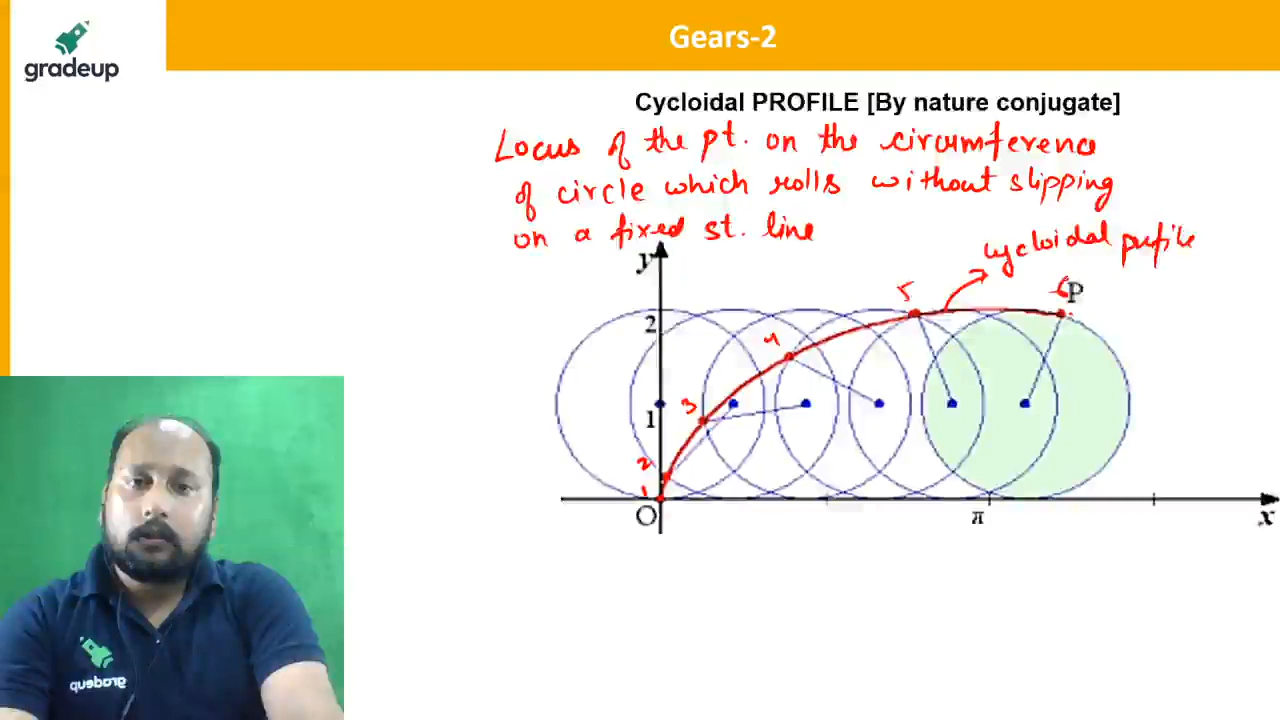 Gears-2
gradeup
Cycloidal PROFILE [By nature conjugate]
Locus of the pt. on the circumference
of circle which rolls without slipping
on a fixed st. line
cycloidal profile
y
5
6
P
2
4
3
1
2
1
O
π
x
gradeup